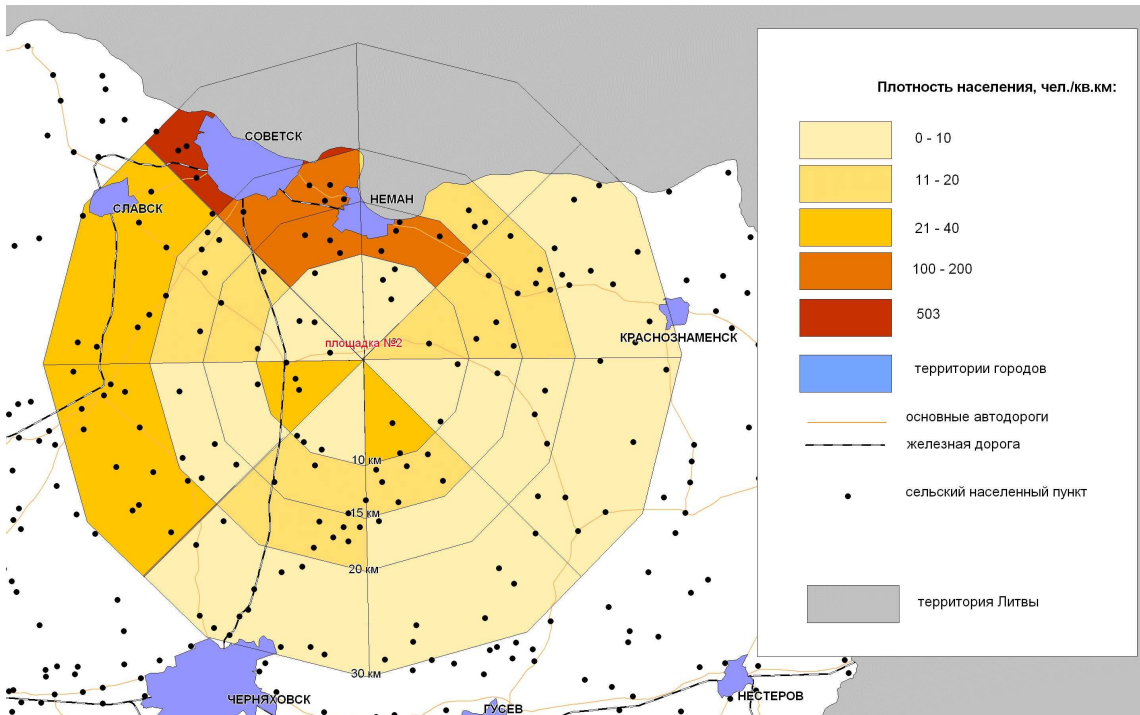 Плотность населения, чел./кв.км:
0 - 10
11 - 20
21 - 40
100 - 200
503
территории городов
основные автодороги
железная дорога
сельский населенный пункт
территория Литвы
СОВЕТСК
НЕМАН
СЛАВСК
КРАСНОЗНАМЕНСК
площадка №2
10 км
15 км
20 км
30 км
ЧЕРНЯХОВСК
ГУСЕВ
НЕСТЕРОВ